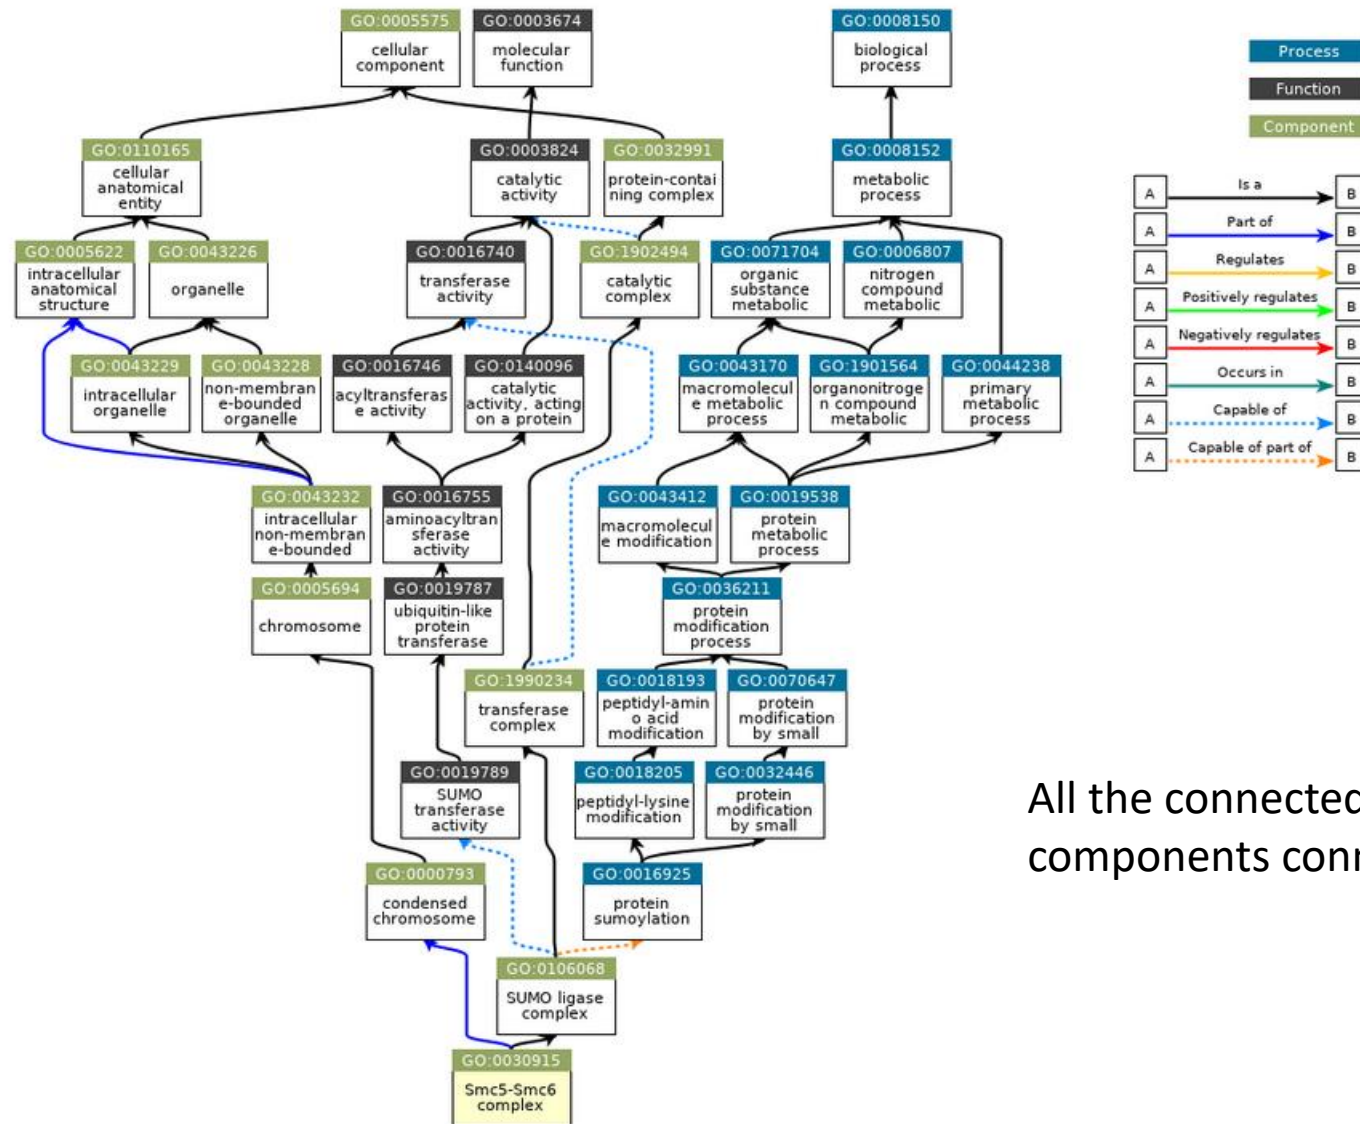 GO:0005575
cellular
component
GO:0003674
molecular
function
GO:0008150
biological
process
Process
Function
Component
GO:0110165
cellular
anatomical
entity
GO:0003824
catalytic
activity
GO:0032991
protein-contai
ning complex
GO:0008152
metabolic
process
A Is a B
A Part of B
A Regulates B
A Positively regulates B
A Negatively regulates B
A Occurs in B
A Capable of B
A Capable of part of B
GO:0005622
intracellular
anatomical
structure
GO:0043226
organelle
GO:0016740
transferase
activity
GO:1902494
catalytic
complex
GO:0071704
organic
substance
metabolic
GO:0006807
nitrogen
compound
metabolic
GO:0043229
intracellular
organelle
GO:0043228
non-membran
e-bounded
organelle
GO:0016746
acyltransferas
e activity
GO:0140096
catalytic
activity, acting
on a protein
GO:0043170
macromolecul
e metabolic
process
GO:1901564
organonitroge
n compound
metabolic
GO:0044238
primary
metabolic
process
GO:0043232
intracellular
non-membran
e-bounded
GO:0016755
aminoacyltran
sferase
activity
GO:0043412
macromolecul
e modification
GO:0019538
protein
metabolic
process
GO:0005694
chromosome
GO:0019787
ubiquitin-like
protein
transferase
GO:0036211
protein
modification
process
GO:1990234
transferase
complex
GO:0018193
peptidyl-amin
o acid
modification
GO:0070647
protein
modification
by small
GO:0019789
SUMO
transferase
activity
GO:0018205
peptidyl-lysine
modification
GO:0032446
protein
modification
by small
All the connected
components con
GO:0000793
condensed
chromosome
GO:0016925
protein
sumoylation
GO:0106068
SUMO ligase
complex
GO:0030915
Smc5-Smc6
complex